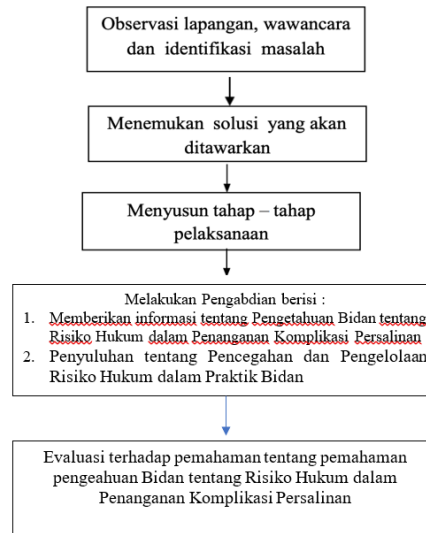 Observasi lapangan, wawancara
dan identifikasi masalah
Menemukan solusi yang akan
ditawarkan
Menyusun tahap – tahap
pelaksanaan
Melakukan Pengabdian berisi :
1. Memberikan informasi tentang Pengetahuan Bidan tentang
Risiko Hukum dalam Penanganan Komplikasi Persalinan
2. Penyuluhan tentang Pencegahan dan Pengelolaan
Risiko Hukum dalam Praktik Bidan
Evaluasi terhadap pemahaman tentang pemahaman
pengeahuan Bidan tentang Risiko Hukum dalam
Penanganan Komplikasi Persalinan